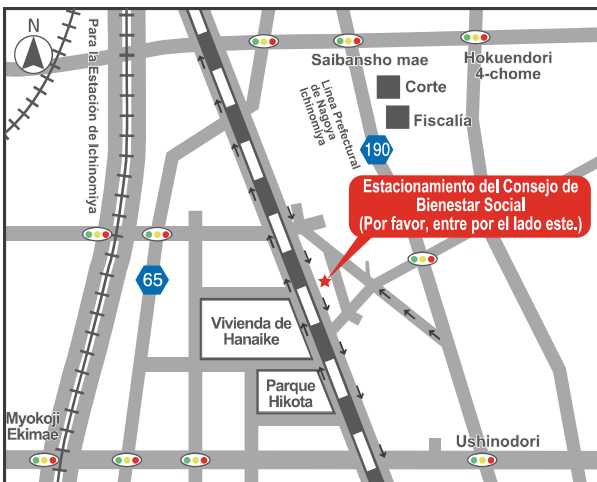 N
Para la Estación de Ichinomiya
Saibansho mae
Hokuendori
4-chome
Corte
Fiscalía
Línea Prefectural
de Nagoya
Ichinomiya
190
Estacionamiento del Consejo de
Bienestar Social
(Por favor, entre por el lado este.)
65
Vivienda de
Hanaike
Parque
Hikota
Myokoji
Ekimae
Ushinodori